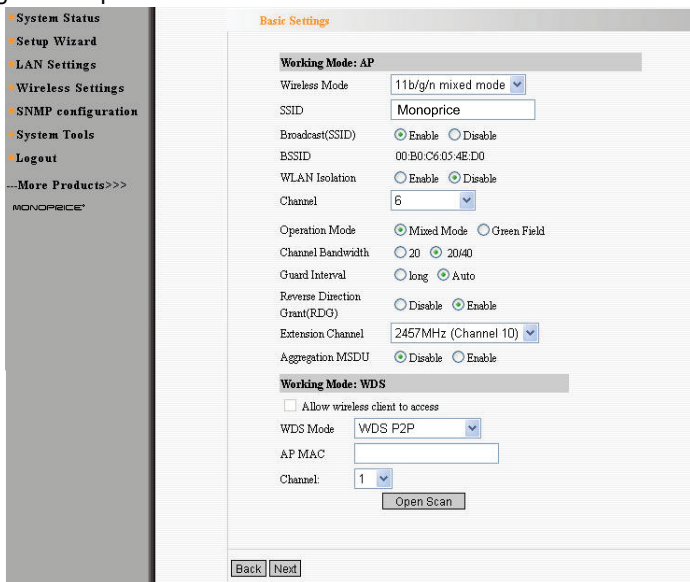 System Status
Setup Wizard
LAN Settings
Wireless Settings
SNMP configuration
System Tools
Logout
---More Products>>>
MONOPRICE
Basic Settings
Working Mode: AP
Wireless Mode 11b/g/n mixed mode
SSID Monoprice
Broadcast(SSID) Enable Disable
BSSID 00:B0:C6:05:4E:D0
WLAN Isolation Enable Disable
Channel 6
Operation Mode Mixed Mode Green Field
Channel Bandwidth 20 20/40
Guard Interval long Auto
Reverse Direction
Grant(RDG) Disable Enable
Extension Channel 2457MHz (Channel 10)
Aggregation MSDU Disable Enable
Working Mode: WDS
Allow wireless client to access
WDS Mode WDS P2P
AP MAC
Channel: 1
Open Scan
Back Next